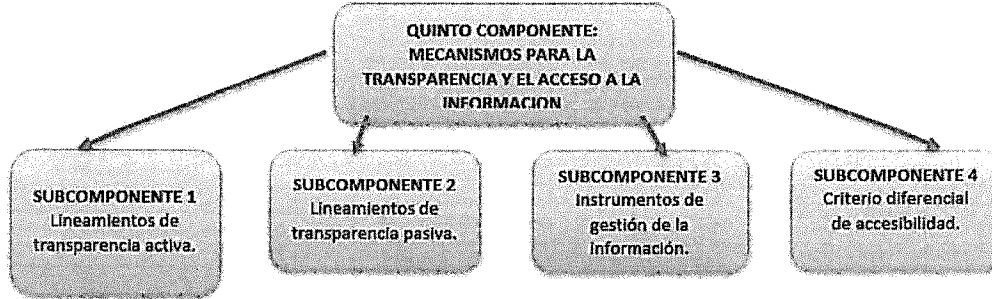 QUINTO COMPONENTE:
MECANISMOS PARA LA
TRANSPARENCIA Y EL ACCESO A LA
INFORMACION
SUBCOMPONENTE 1
Lineamientos de
transparencia activa.
SUBCOMPONENTE 2
Lineamientos de
transparencia pasiva.
SUBCOMPONENTE 3
Instrumentos de
gestión de la
Información.
SUBCOMPONENTE 4
Criterio diferencial
de accesibilidad.